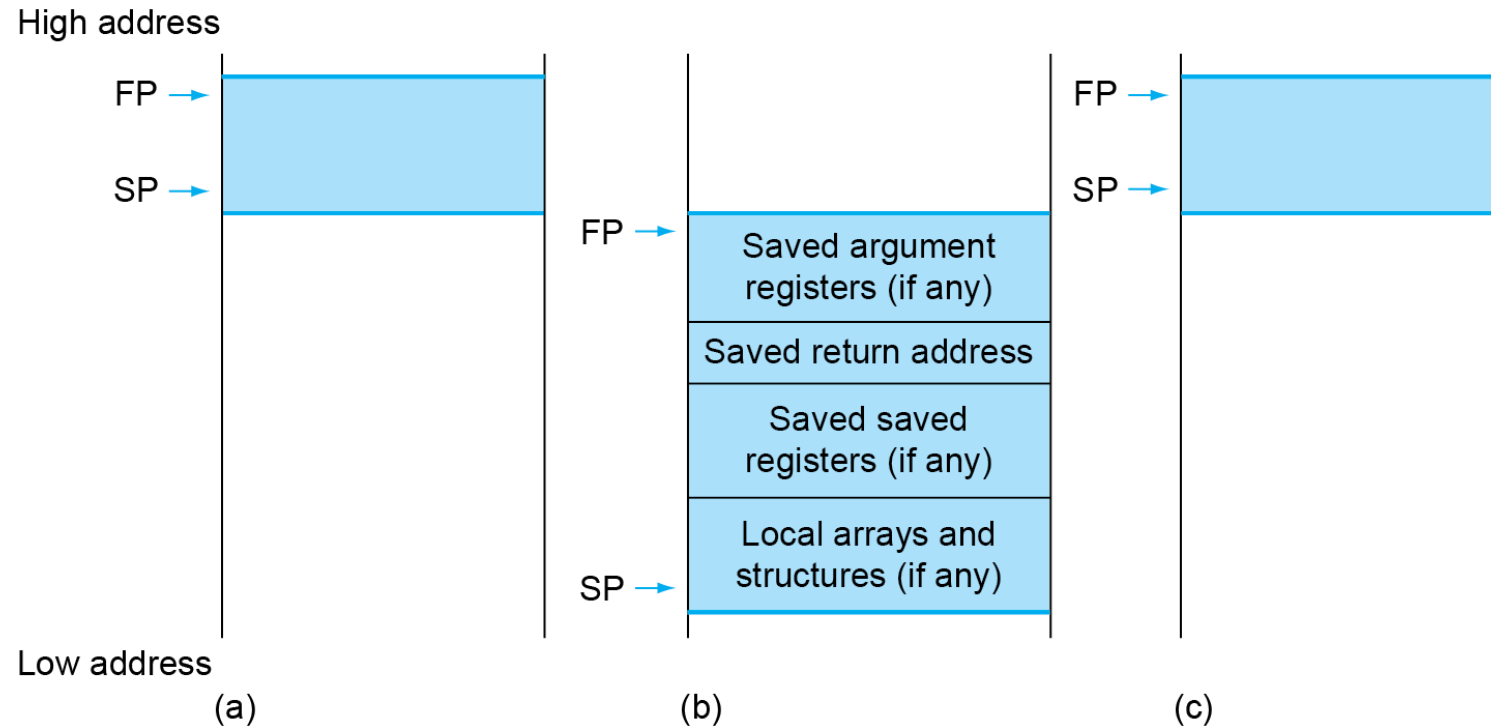 High address
FP
SP
FP
SP
Saved argument
registers (if any)
Saved return address
Saved saved
registers (if any)
Local arrays and
structures (if any)
FP
SP
Low address
(a)
(b)
(c)